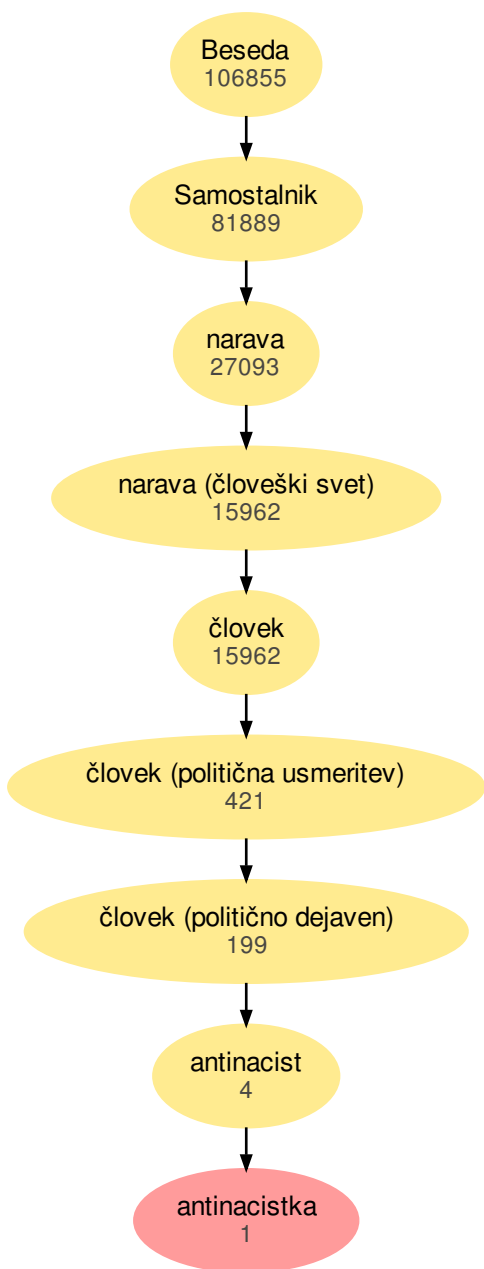 Beseda
106855
Samostalnik
81889
narava
27093
narava (človeški svet)
15962
človek
15962
človek (politična usmeritev)
421
človek (politično dejaven)
199
antinacist
4
antinacistka
1